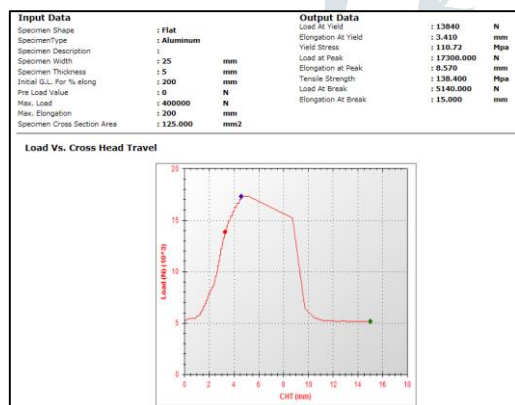 Input Data
Specimen Shape : Flat
SpecimenType : Aluminum
Specimen Description :
Specimen Width : 25 mm
Specimen Thickness : 5 mm
Initial G.L. For % elong : 200 mm
Pre Load Value : 0 N
Max. Load : 400000 N
Max. Elongation : 200 mm
Specimen Cross Section Area : 125.000 mm2
Output Data
Load At Yield : 13840 N
Elongation At Yield : 3.410 mm
Yield Stress : 110.72 Mpa
Load at Peak : 17300.000 N
Elongation at Peak : 8.570 mm
Tensile Strength : 138.400 Mpa
Load At Break : 5140.000 N
Elongation At Break : 15.000 mm
Load Vs. Cross Head Travel
20
15
10
5
0
Load (N) (10^3)
0 2 4 6 8 10 12 14 16 18
CHT (mm)